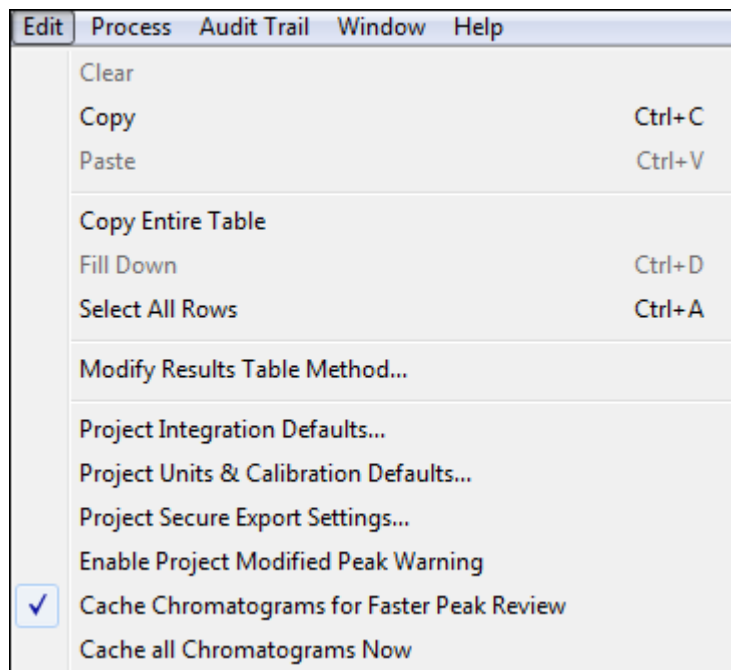 Edit Process Audit Trail Window Help
Clear
Copy Ctrl+C
Paste Ctrl+V
Copy Entire Table
Fill Down Ctrl+D
Select All Rows Ctrl+A
Modify Results Table Method...
Project Integration Defaults...
Project Units & Calibration Defaults...
Project Secure Export Settings...
Enable Project Modified Peak Warning
Cache Chromatograms for Faster Peak Review
Cache all Chromatograms Now